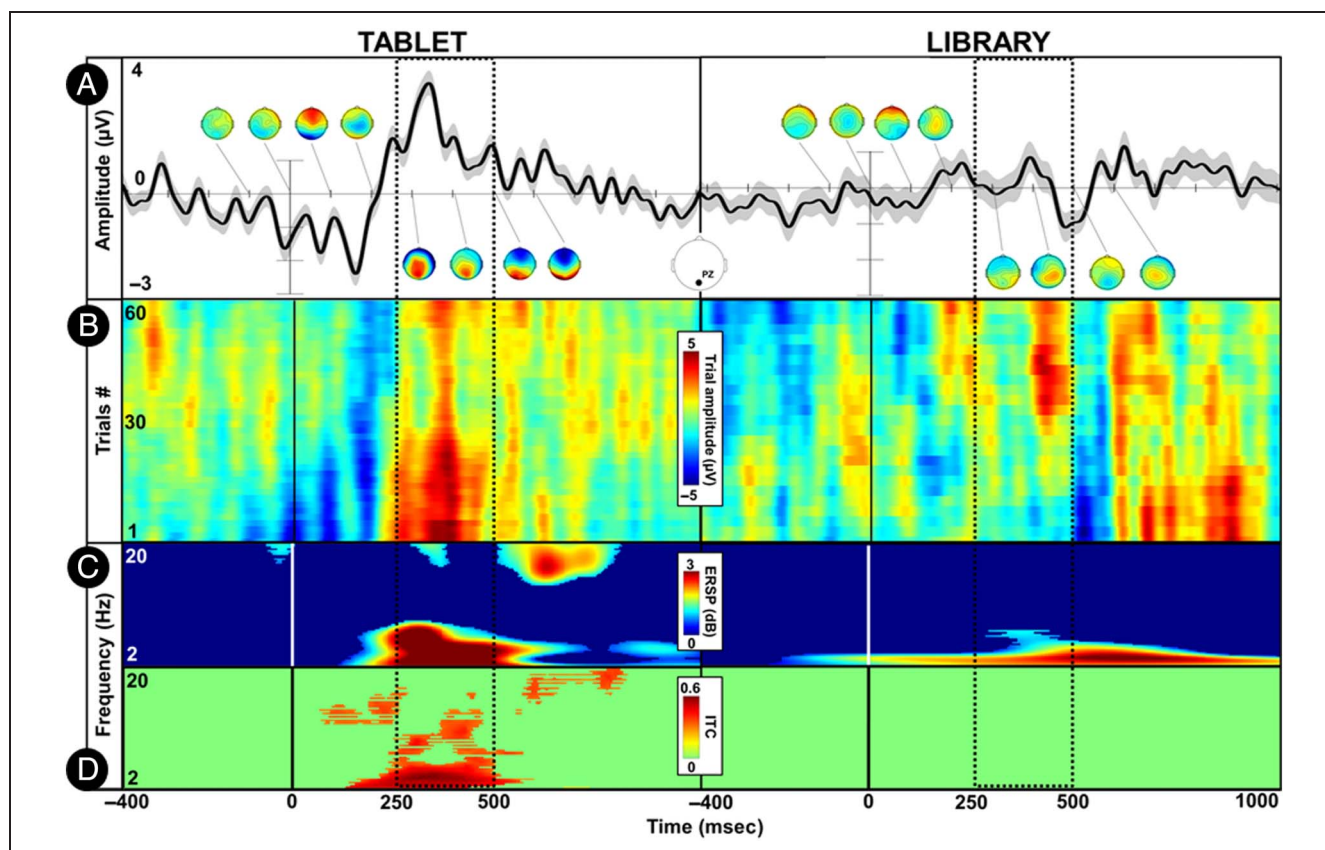 TABLET LIBRARY
A
Amplitude (µV)
4
0
–3
PZ
B
Trials #
60
30
1
5
Trial amplitude (µV)
–5
C
Frequency (Hz)
20
2
3
ERSP (dB)
0
D
20
2
0.6
ITC
0
–400 0 250 500 –400 0 250 500 1000
Time (msec)